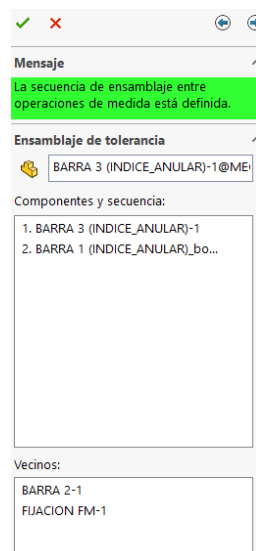 Mensaje
La secuencia de ensamblaje entre
operaciones de medida está definida.
Ensamblaje de tolerancia
BARRA 3 (INDICE_ANULAR)-1@ME
Componentes y secuencia:
1. BARRA 3 (INDICE_ANULAR)-1
2. BARRA 1 (INDICE_ANULAR)_bo...
Vecinos:
BARRA 2-1
FIJACION FM-1